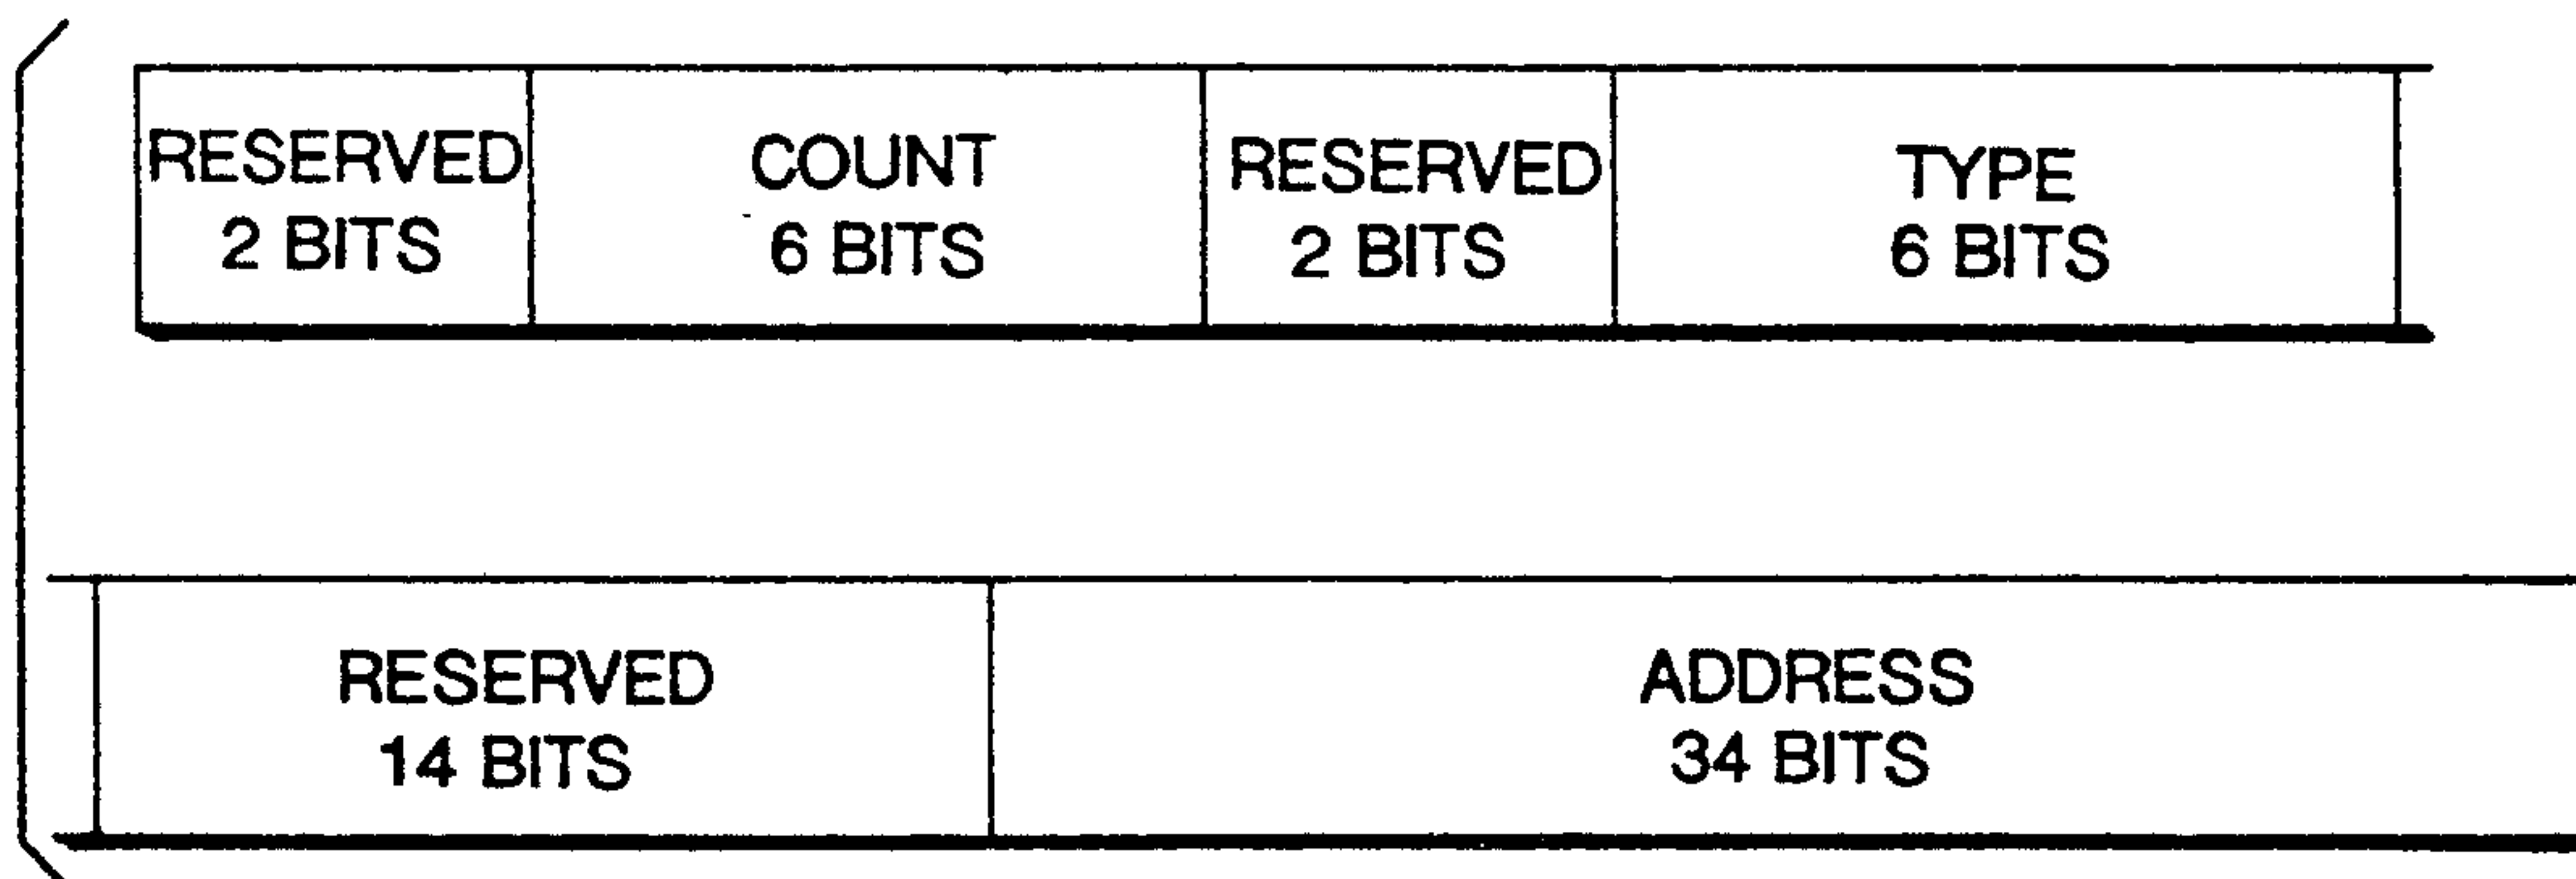 RESERVED
2 BITS
COUNT
6 BITS
RESERVED
2 BITS
TYPE
6 BITS
RESERVED
14 BITS
ADDRESS
34 BITS